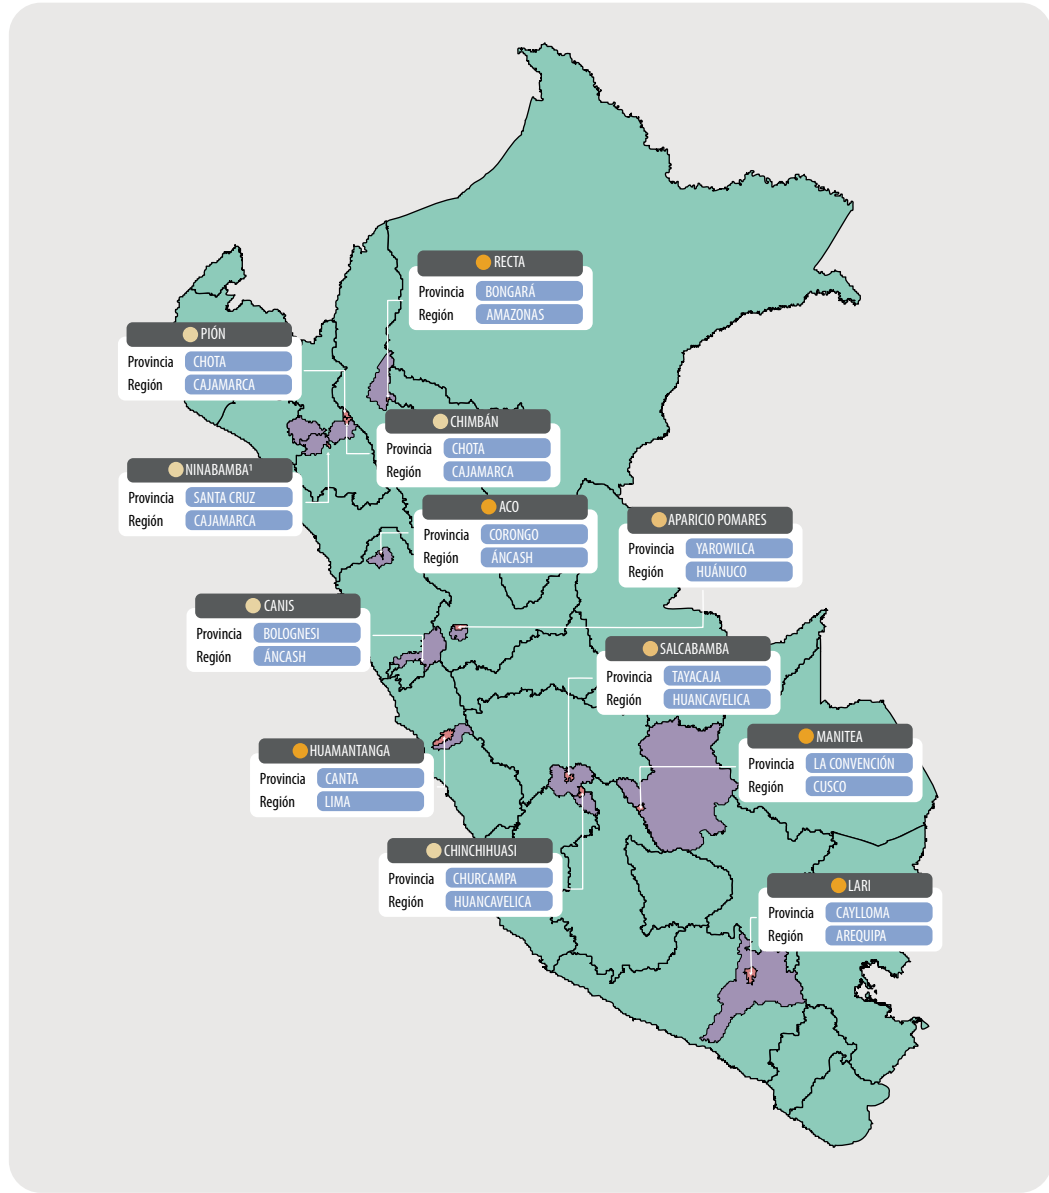 RECTA
Provincia BONGARÁ
Región AMAZONAS
PIÓN
Provincia CHOTA
Región CAJAMARCA
CHIMBÁN
Provincia CHOTA
Región CAJAMARCA
NINABAMBA¹
Provincia SANTA CRUZ
Región CAJAMARCA
ACO
Provincia CORONGO
Región ÁNCASH
APARICIO POMARES
Provincia YAROWILCA
Región HUÁNUCO
CANIS
Provincia BOLOGNESI
Región ÁNCASH
SALCABAMBA
Provincia TAYACAJA
Región HUANCAVELICA
HUAMANTANGA
Provincia CANTA
Región LIMA
MANITEA
Provincia LA CONVENCIÓN
Región CUSCO
CHINCHIHUASI
Provincia CHURCAMPA
Región HUANCAVELICA
LARI
Provincia CAYLLOMA
Región AREQUIPA